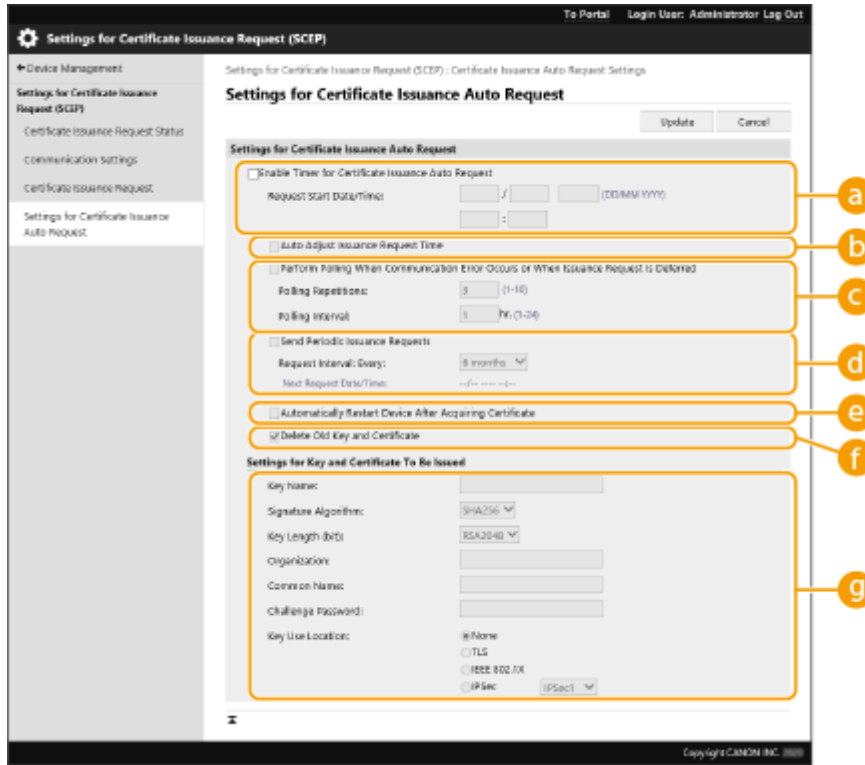 To Portal Login User: Administrator Log Out
Settings for Certificate Issuance Request (SCEP)
Device Management
Settings for Certificate Issuance
Request (SCEP)
Certificate Issuance Request Status
Communication Settings
Certificate Issuance Request
Settings for Certificate Issuance
Auto Request
Settings for Certificate Issuance Request (SCEP) : Certificate Issuance Auto Request Settings
Settings for Certificate Issuance Auto Request
Update Cancel
Settings for Certificate Issuance Auto Request
Enable Timer for Certificate Issuance Auto Request
Request Start Date/Time: / (DD/MM YYYY)
:
a
Auto Adjust Issuance Request Time
b
Perform Polling When Communication Error Occurs or When Issuance Request Is Deferred
Polling Repetitions: 3 (1-10)
Polling Interval: 1 hr. (1-24)
c
Send Periodic Issuance Requests
Request Interval: Every: 6 months
Next Request Date/Time: --/-- ---- --:--
d
Automatically Restart Device After Acquiring Certificate
e
Delete Old Key and Certificate
f
Settings for Key and Certificate To Be Issued
Key Name:
Signature Algorithm: SHA256
Key Length (bit): RSA2048
Organization:
Common Name:
Challenge Password:
Key Use Location: None
TLS
IEEE 802.1X
IPSec IPSec1
g
Copyright CANON INC.